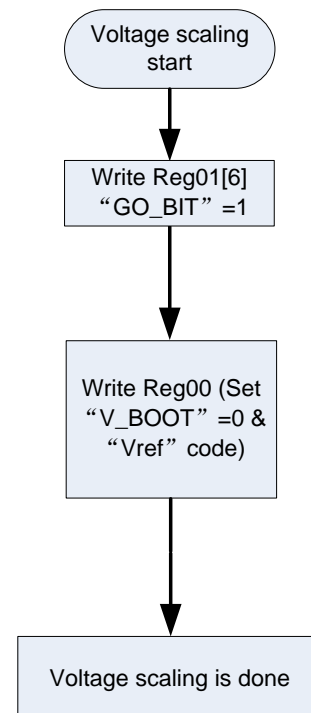 Voltage scaling
start
Write Reg01[6]
“GO_BIT” =1
Write Reg00 (Set
“V_BOOT” =0 &
“Vref” code)
Voltage scaling is done